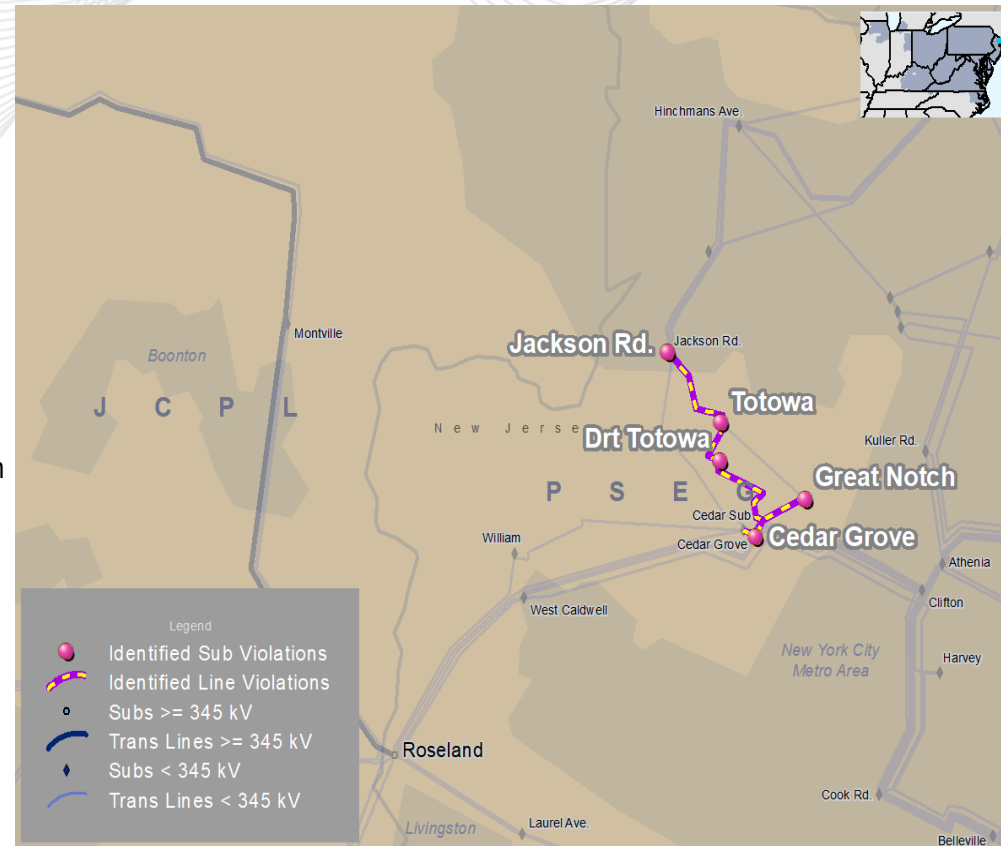 Hinchmans Ave.
Montville
Boonton
J C P L
Jackson Rd.
Jackson Rd.
Totowa
New Jerse
Drt Totowa
Kuller Rd.
Great Notch
P S E G
Cedar Sub
Cedar Grove
Cedar Grove
William
Athenia
West Caldwell
Clifton
n
New York City
Metro Area
Harvey
Legend
Identified Sub Violations
Identified Line Violations
Subs >= 345 kV
Trans Lines >= 345 kV
Subs < 345 kV
Trans Lines < 345 kV
Roseland
Cook Rd.
Livingston
Laurel Ave.
Belleville